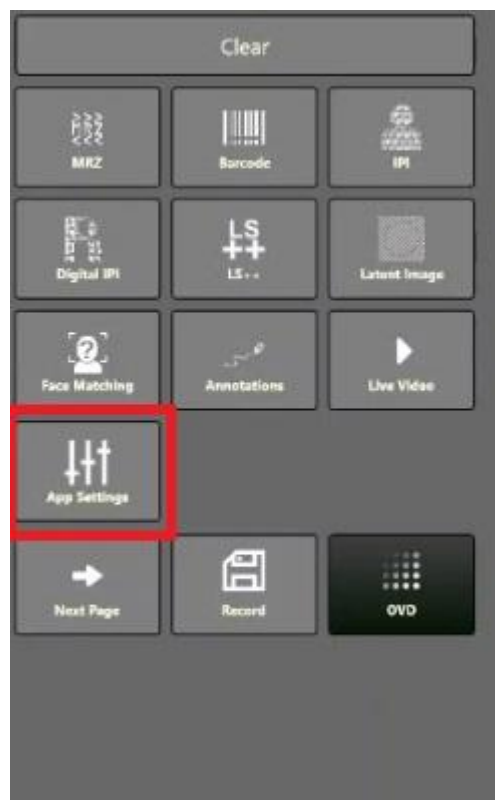 Clear
MRZ
Barcode
IPI
Digital IPI
LS
++
LS++
Latent Image
Face Matching
Annotations
Live Video
App Settings
Next Page
Record
OVD